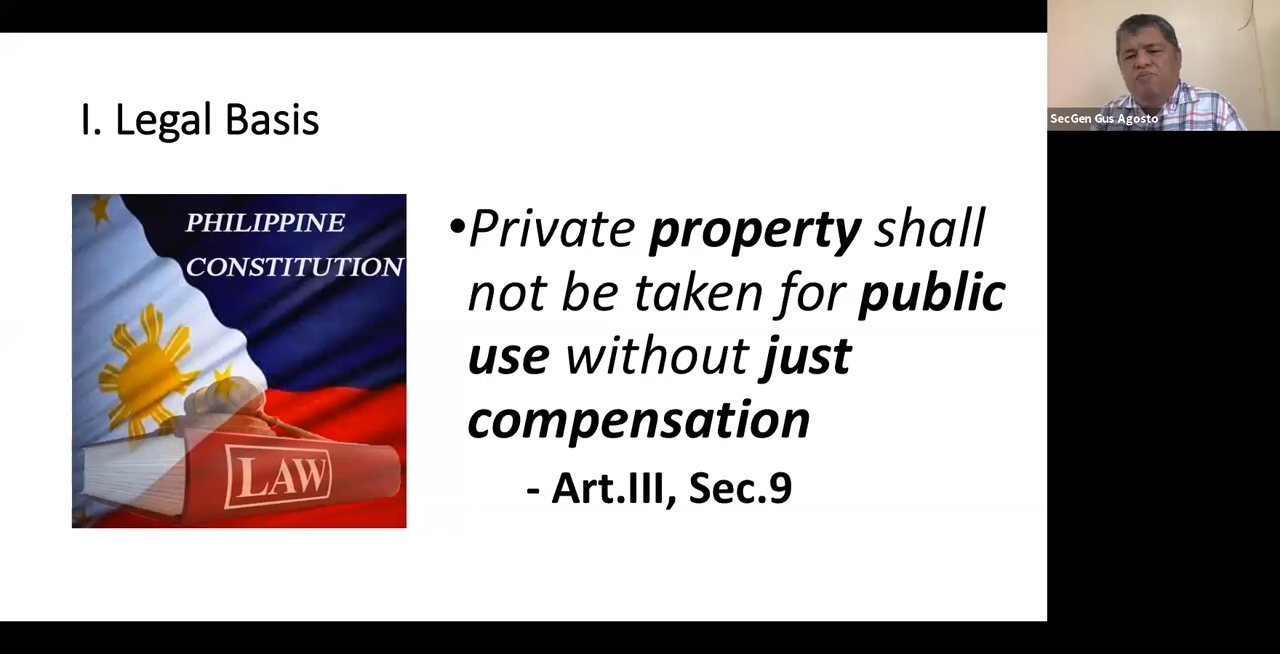 I. Legal Basis
PHILIPPINE
CONSTITUTION
LAW
•Private property shall
not be taken for public
use without just
compensation
- Art.III, Sec.9
SecGen Gus Agosto